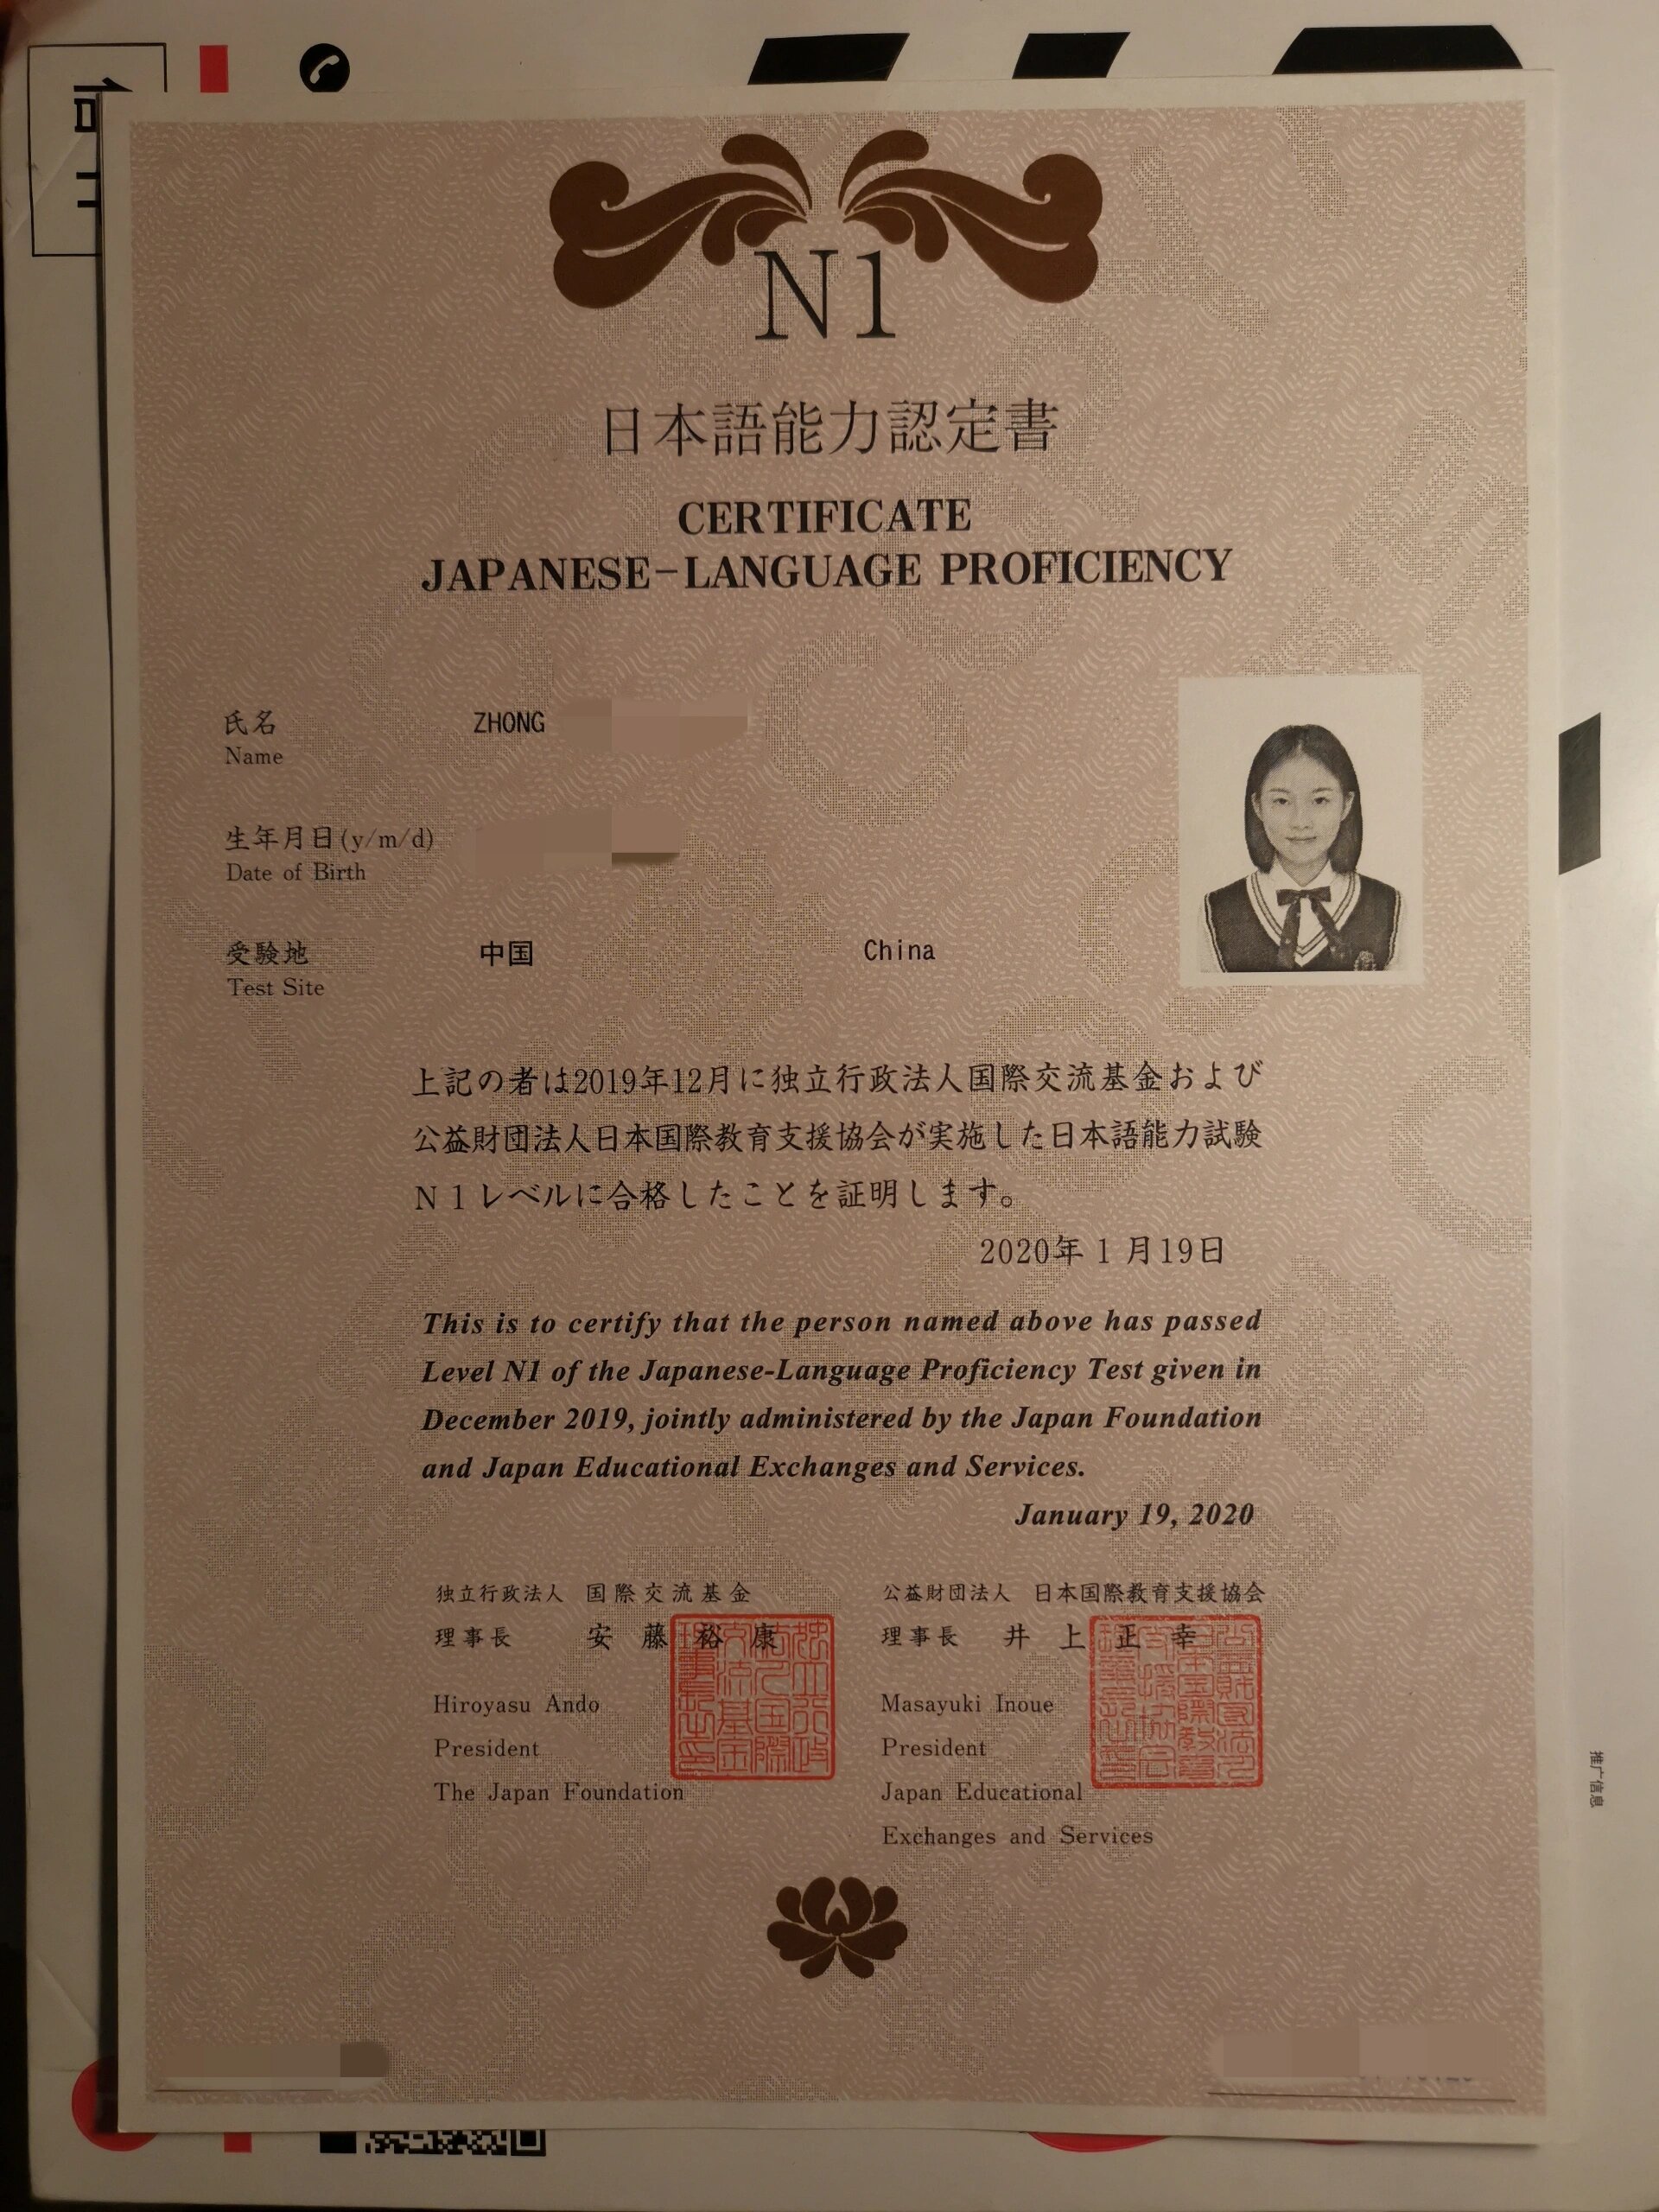 N1
日本語能力認定書
CERTIFICATE
JAPANESE-LANGUAGE PROFICIENCY
氏名 ZHONG
Name
生年月日(y/m/d)
Date of Birth
受験地 中国 China
Test Site
上記の者は2019年12月に独立行政法人国際交流基金および
公益財団法人日本国際教育支援協会が実施した日本語能力試験
N1レベルに合格したことを証明します。
2020年1月19日
This is to certify that the person named above has passed
Level N1 of the Japanese-Language Proficiency Test given in
December 2019, jointly administered by the Japan Foundation
and Japan Educational Exchanges and Services.
January 19, 2020
独立行政法人 国際交流基金
理事長 安藤裕康
Hiroyasu Ando
President
The Japan Foundation
公益財団法人 日本国際教育支援協会
理事長 井上正幸
Masayuki Inoue
President
Japan Educational
Exchanges and Services
推广信息